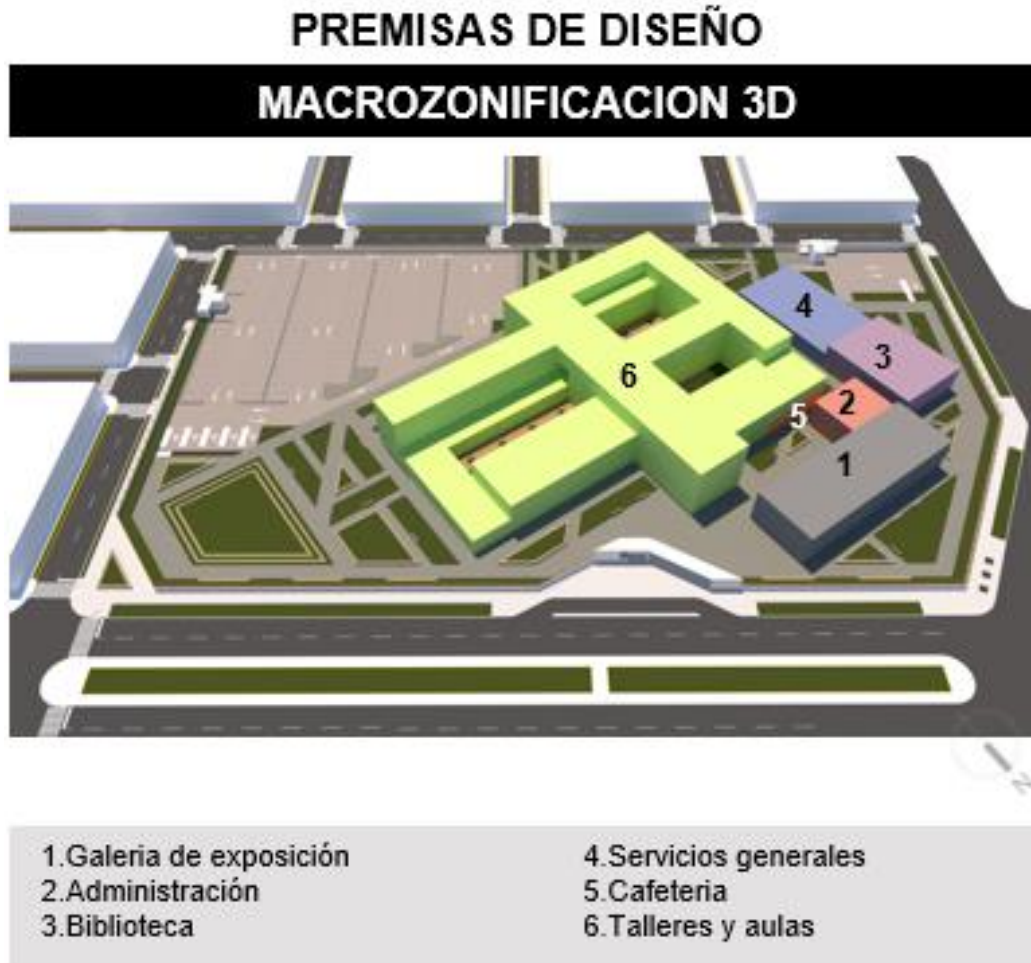 PREMISAS DE DISEÑO
MACROZONIFICACION 3D
4
3
6
2
5
1
N
1.Galeria de exposición
2.Administración
3.Biblioteca
4.Servicios generales
5.Cafeteria
6.Talleres y aulas